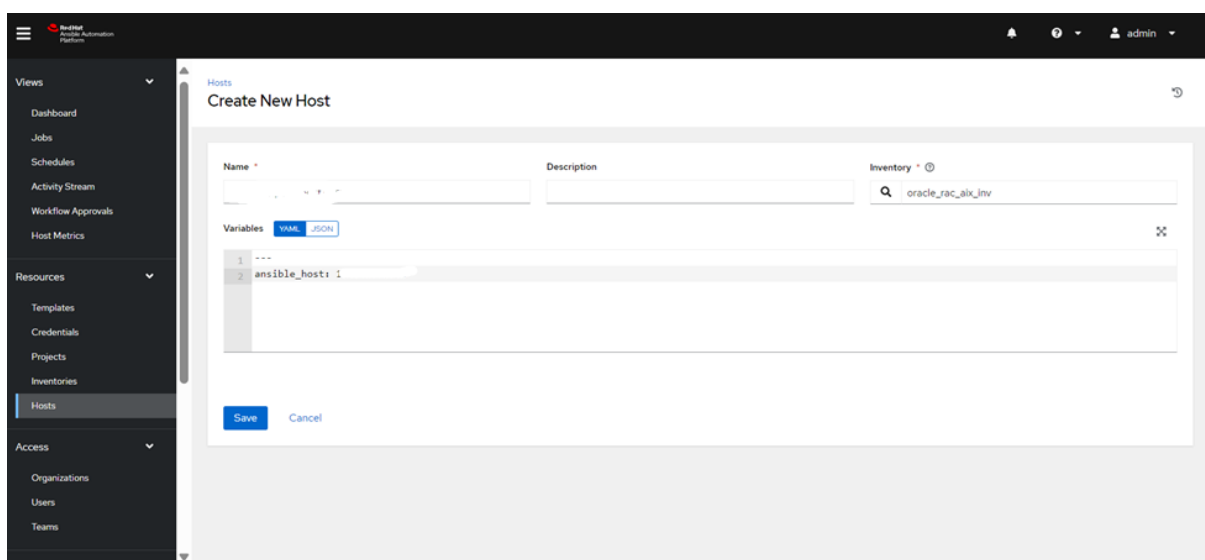 RedHat
Ansible Automation
Platform
admin
Views
Dashboard
Jobs
Schedules
Activity Stream
Workflow Approvals
Host Metrics
Resources
Templates
Credentials
Projects
Inventories
Hosts
Access
Organizations
Users
Teams
Hosts
Create New Host
Name *
Description
Inventory *
oracle_rac_aix_inv
Variables YAML JSON
1 ---
2 ansible_host: 1
Save Cancel